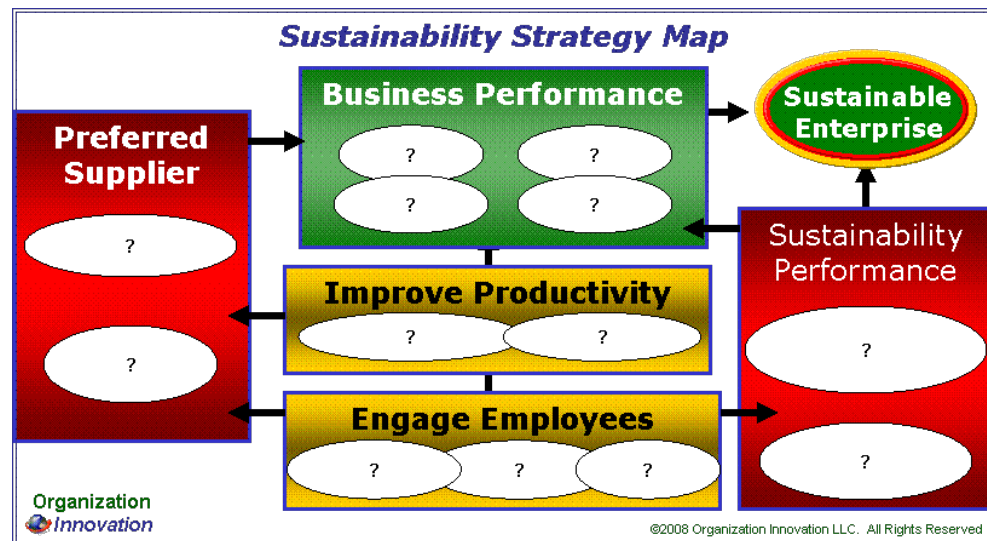 Sustainability Strategy Map
Business Performance
?
?
?
?
Sustainable
Enterprise
Preferred
Supplier
?
?
Sustainability
Performance
?
?
Improve Productivity
?
?
Engage Employees
?
?
?
Organization
Innovation
©2008 Organization Innovation LLC. All Rights Reserved